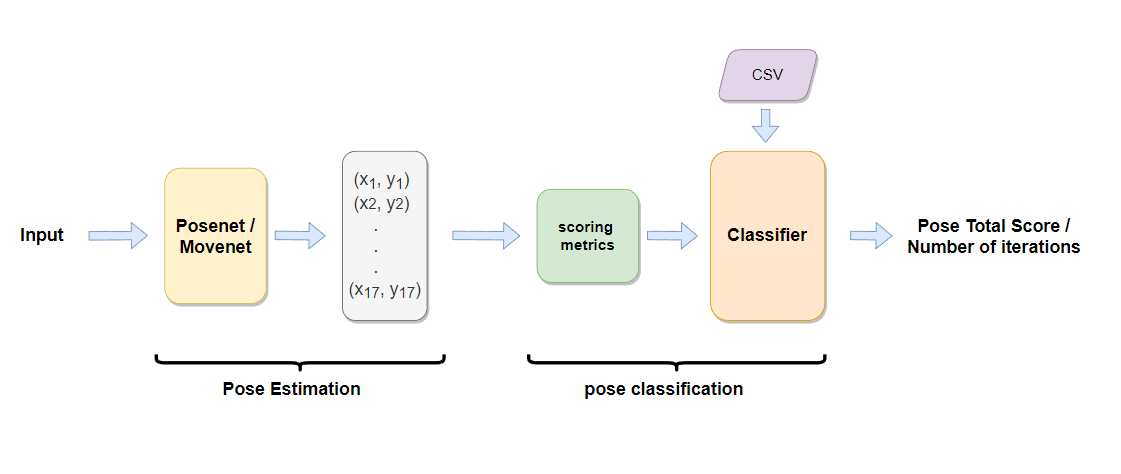 CSV
Input
Posenet /
Movenet
(x1, y1)
(x2, y2)
.
.
.
(x17, y17)
scoring
metrics
Classifier
Pose Total Score /
Number of iterations
Pose Estimation
pose classification